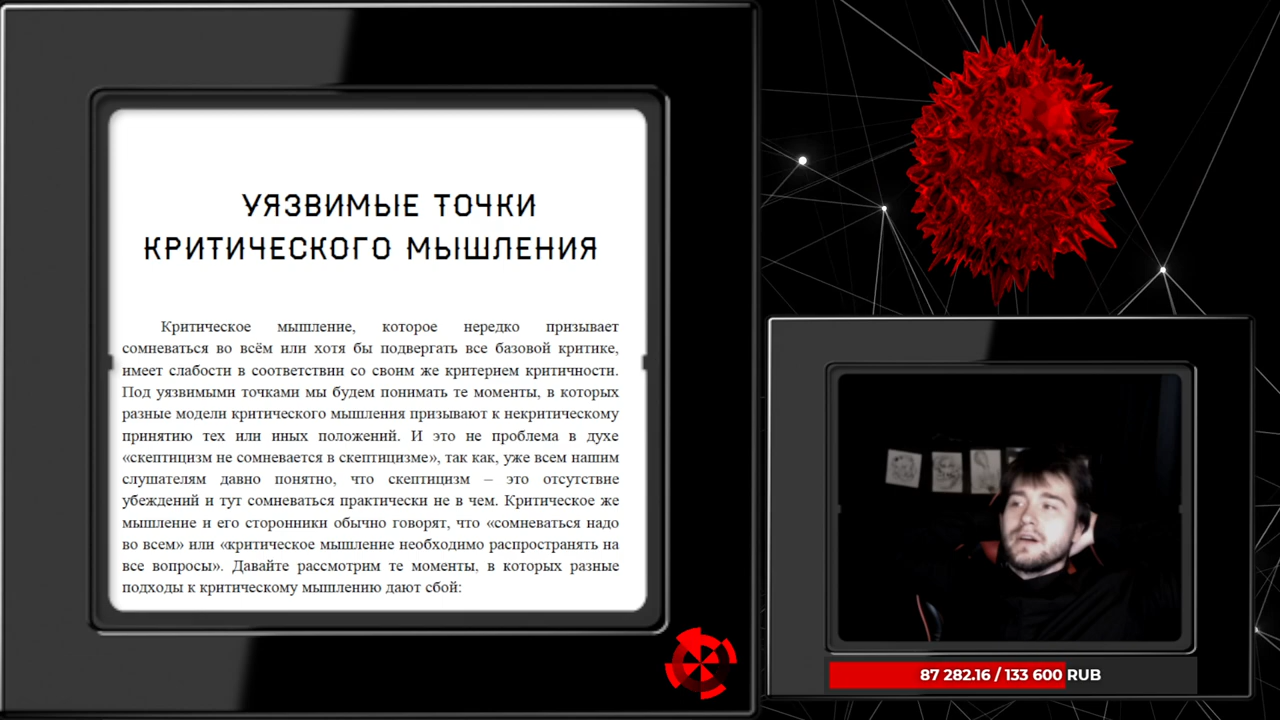 УЯЗВИМЫЕ ТОЧКИ
КРИТИЧЕСКОГО МЫШЛЕНИЯ
Критическое мышление, которое нередко призывает
сомневаться во всём или хотя бы подвергать все базовой критике,
имеет слабости в соответствии со своим же критерием критичности.
Под уязвимыми точками мы будем понимать те моменты, в которых
разные модели критического мышления призывают к некритическому
принятию тех или иных положений. И это не проблема в духе
«скептицизм не сомневается в скептицизме», так как, уже всем нашим
слушателям давно понятно, что скептицизм – это отсутствие
убеждений и тут сомневаться практически не в чем. Критическое же
мышление и его сторонники обычно говорят, что «сомневаться надо
во всем» или «критическое мышление необходимо распространять на
все вопросы». Давайте рассмотрим те моменты, в которых разные
подходы к критическому мышлению дают сбой:
87 282.16 / 133 600 RUB